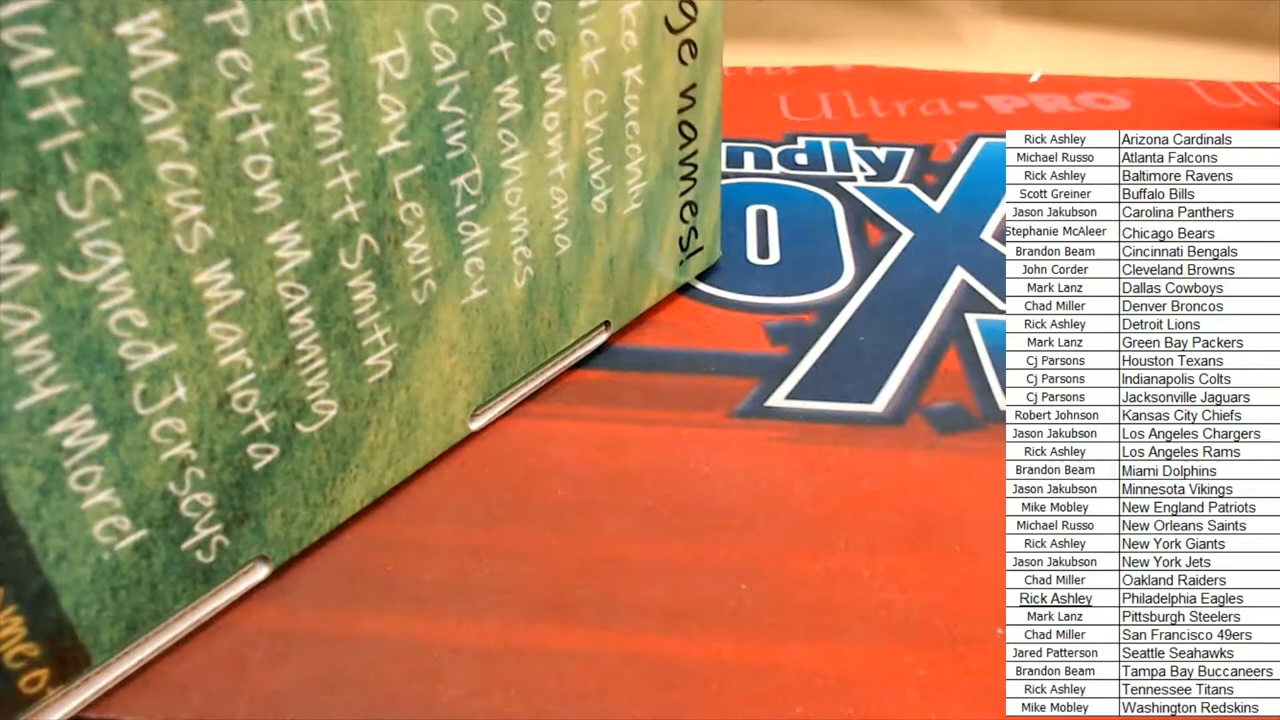 ge names!
ke Kuechly
ick Chubb
oe Montana
at Mahomes
Calvin Ridley
Ray Lewis
Emmitt Smith
Peyton Manning
Marcus Mariota
ulti-Signed Jerseys
many more!
ome of
Ultra•PRO
Ul
ndly
OX
Rick Ashley Arizona Cardinals
Michael Russo Atlanta Falcons
Rick Ashley Baltimore Ravens
Scott Greiner Buffalo Bills
Jason Jakubson Carolina Panthers
Stephanie McAleer Chicago Bears
Brandon Beam Cincinnati Bengals
John Corder Cleveland Browns
Mark Lanz Dallas Cowboys
Chad Miller Denver Broncos
Rick Ashley Detroit Lions
Mark Lanz Green Bay Packers
Cj Parsons Houston Texans
Cj Parsons Indianapolis Colts
Cj Parsons Jacksonville Jaguars
Robert Johnson Kansas City Chiefs
Jason Jakubson Los Angeles Chargers
Rick Ashley Los Angeles Rams
Brandon Beam Miami Dolphins
Jason Jakubson Minnesota Vikings
Mike Mobley New England Patriots
Michael Russo New Orleans Saints
Rick Ashley New York Giants
Jason Jakubson New York Jets
Chad Miller Oakland Raiders
Rick Ashley Philadelphia Eagles
Mark Lanz Pittsburgh Steelers
Chad Miller San Francisco 49ers
Jared Patterson Seattle Seahawks
Brandon Beam Tampa Bay Buccaneers
Rick Ashley Tennessee Titans
Mike Mobley Washington Redskins